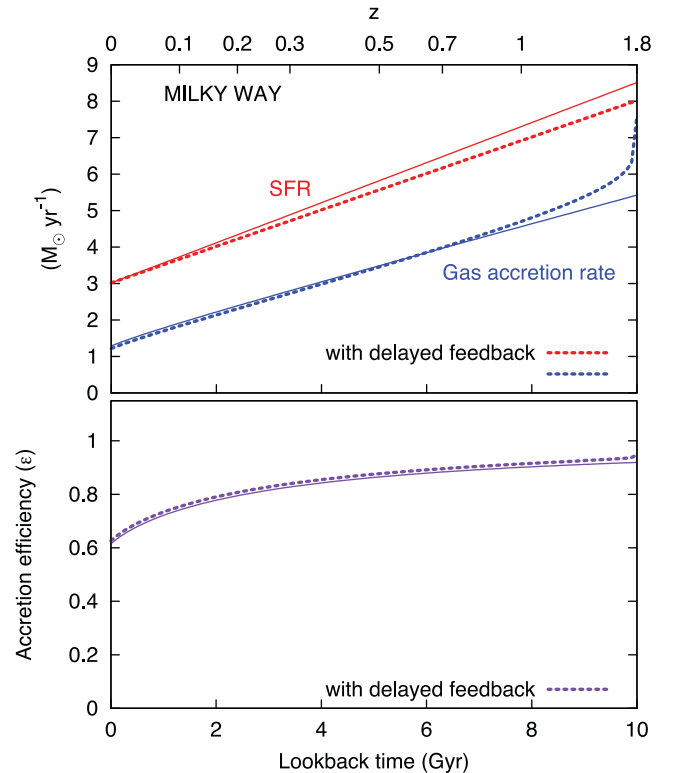 z
0 0.1 0.2 0.3 0.5 0.7 1 1.8
9
MILKY WAY
8
7
6
SFR
5
(M⊙ yr⁻¹)
4
3
Gas accretion rate
2
with delayed feedback
1
0
1
0.8
0.6
Accretion efficiency (ε)
0.4
0.2
with delayed feedback
0
0 2 4 6 8 10
Lookback time (Gyr)